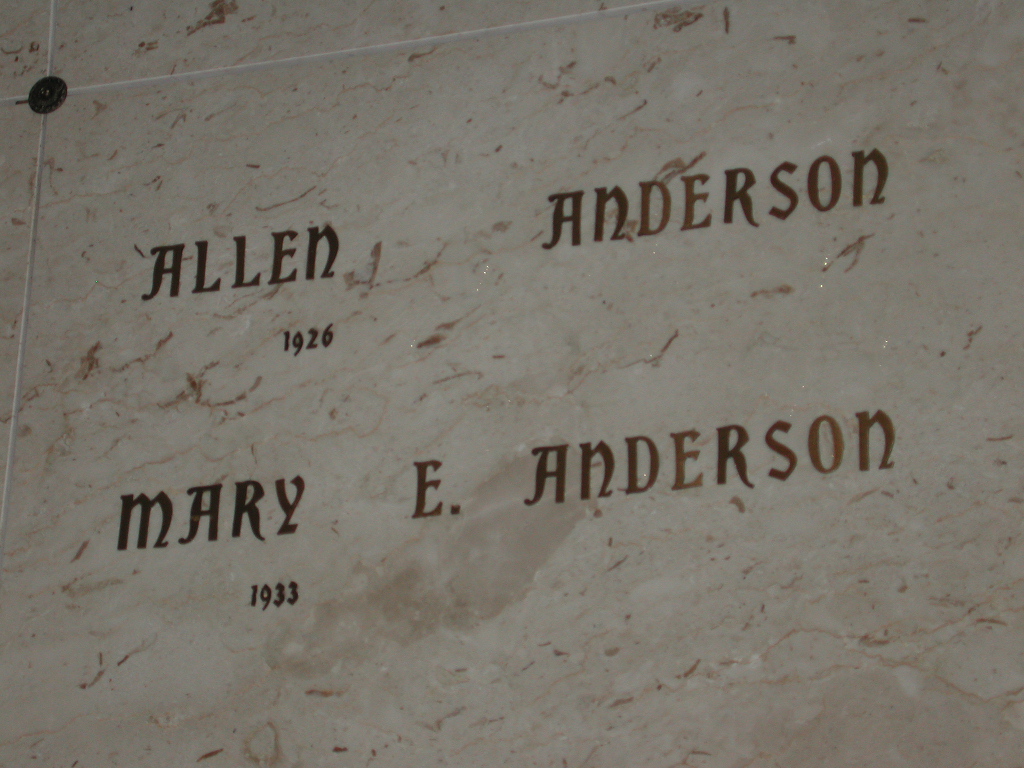 ALLEN ANDERSON
1926
MARY E. ANDERSON
1933